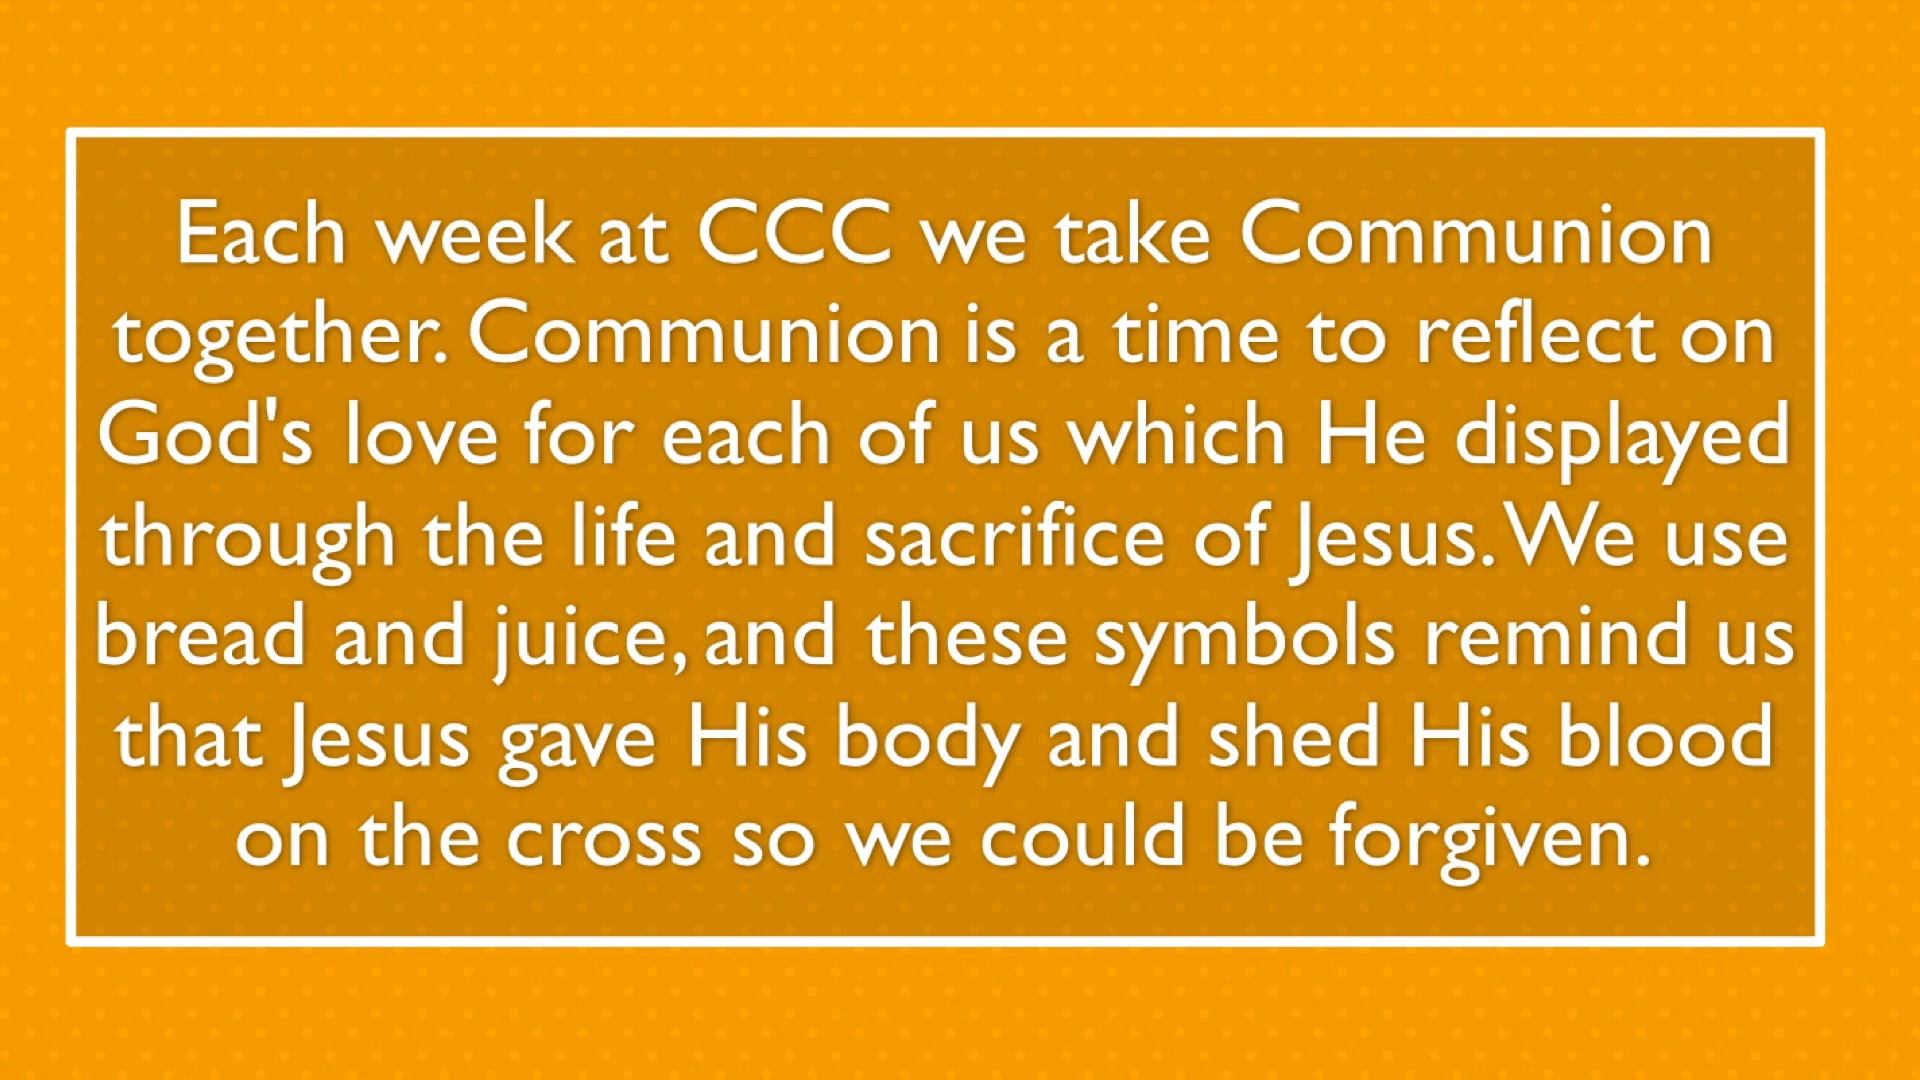 Each week at CCC we take Communion
together. Communion is a time to reflect on
God's love for each of us which He displayed
through the life and sacrifice of Jesus. We use
bread and juice, and these symbols remind us
that Jesus gave His body and shed His blood
on the cross so we could be forgiven.